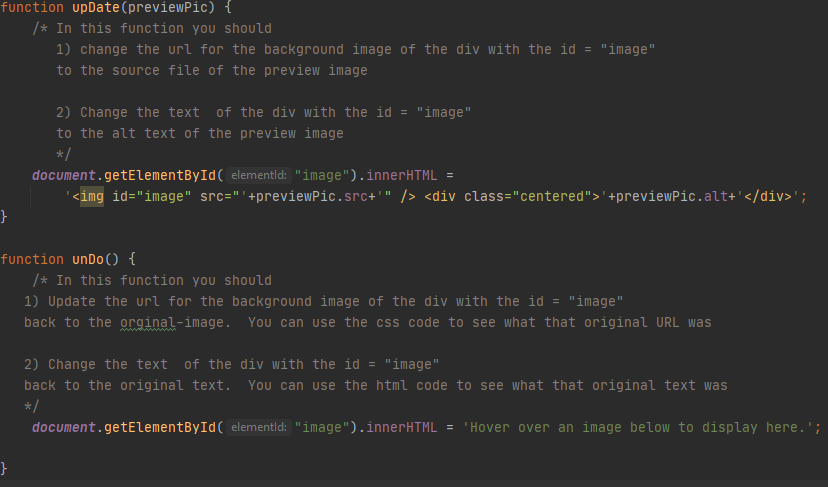 function upDate(previewPic) {
/* In this function you should
1) change the url for the background image of the div with the id = "image"
to the source file of the preview image
2) Change the text  of the div with the id = "image"
to the alt text of the preview image
*/
document.getElementById( elementId: "image").innerHTML =
'<img id="image" src="'+previewPic.src+'" /> <div class="centered">'+previewPic.alt+'</div>';
}
function unDo() {
/* In this function you should
1) Update the url for the background image of the div with the id = "image"
back to the orginal-image.  You can use the css code to see what that original URL was
2) Change the text  of the div with the id = "image"
back to the original text.  You can use the html code to see what that original text was
*/
document.getElementById( elementId: "image").innerHTML = 'Hover over an image below to display here.';
}